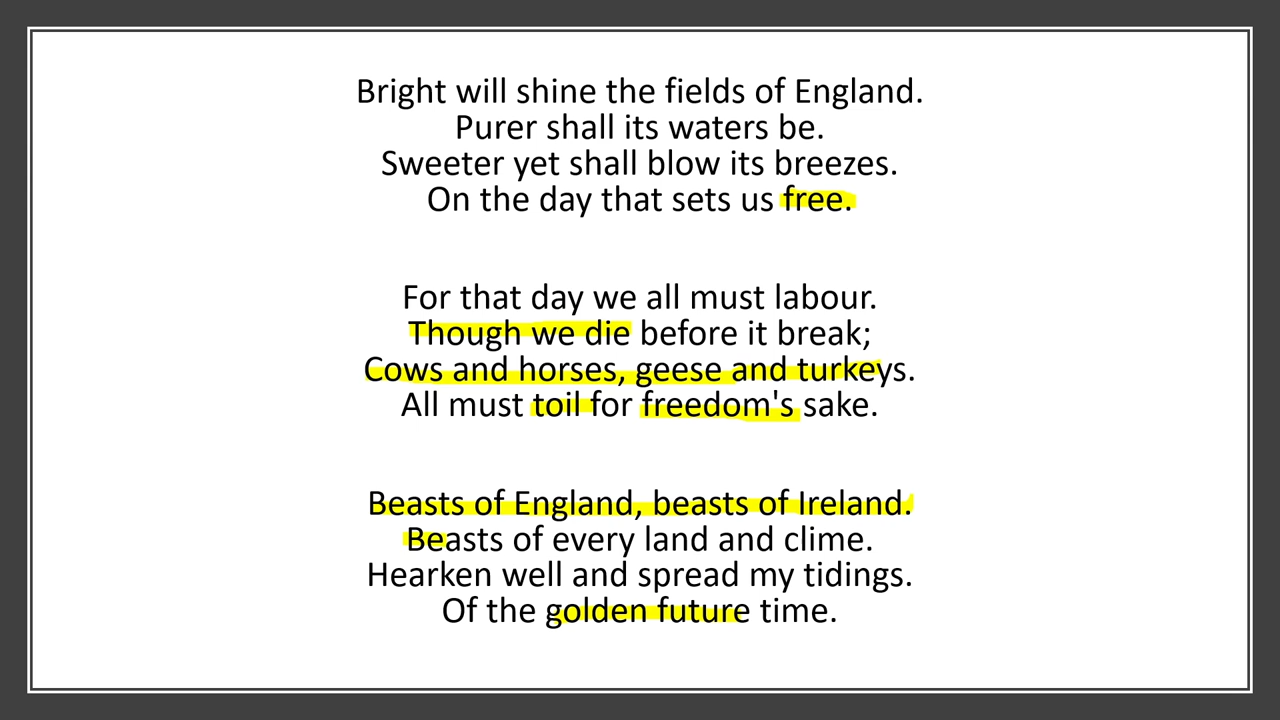 Bright will shine the fields of England.
Purer shall its waters be.
Sweeter yet shall blow its breezes.
On the day that sets us free.
For that day we all must labour.
Though we die before it break;
Cows and horses, geese and turkeys.
All must toil for freedom's sake.
Beasts of England, beasts of Ireland.
Beasts of every land and clime.
Hearken well and spread my tidings.
Of the golden future time.